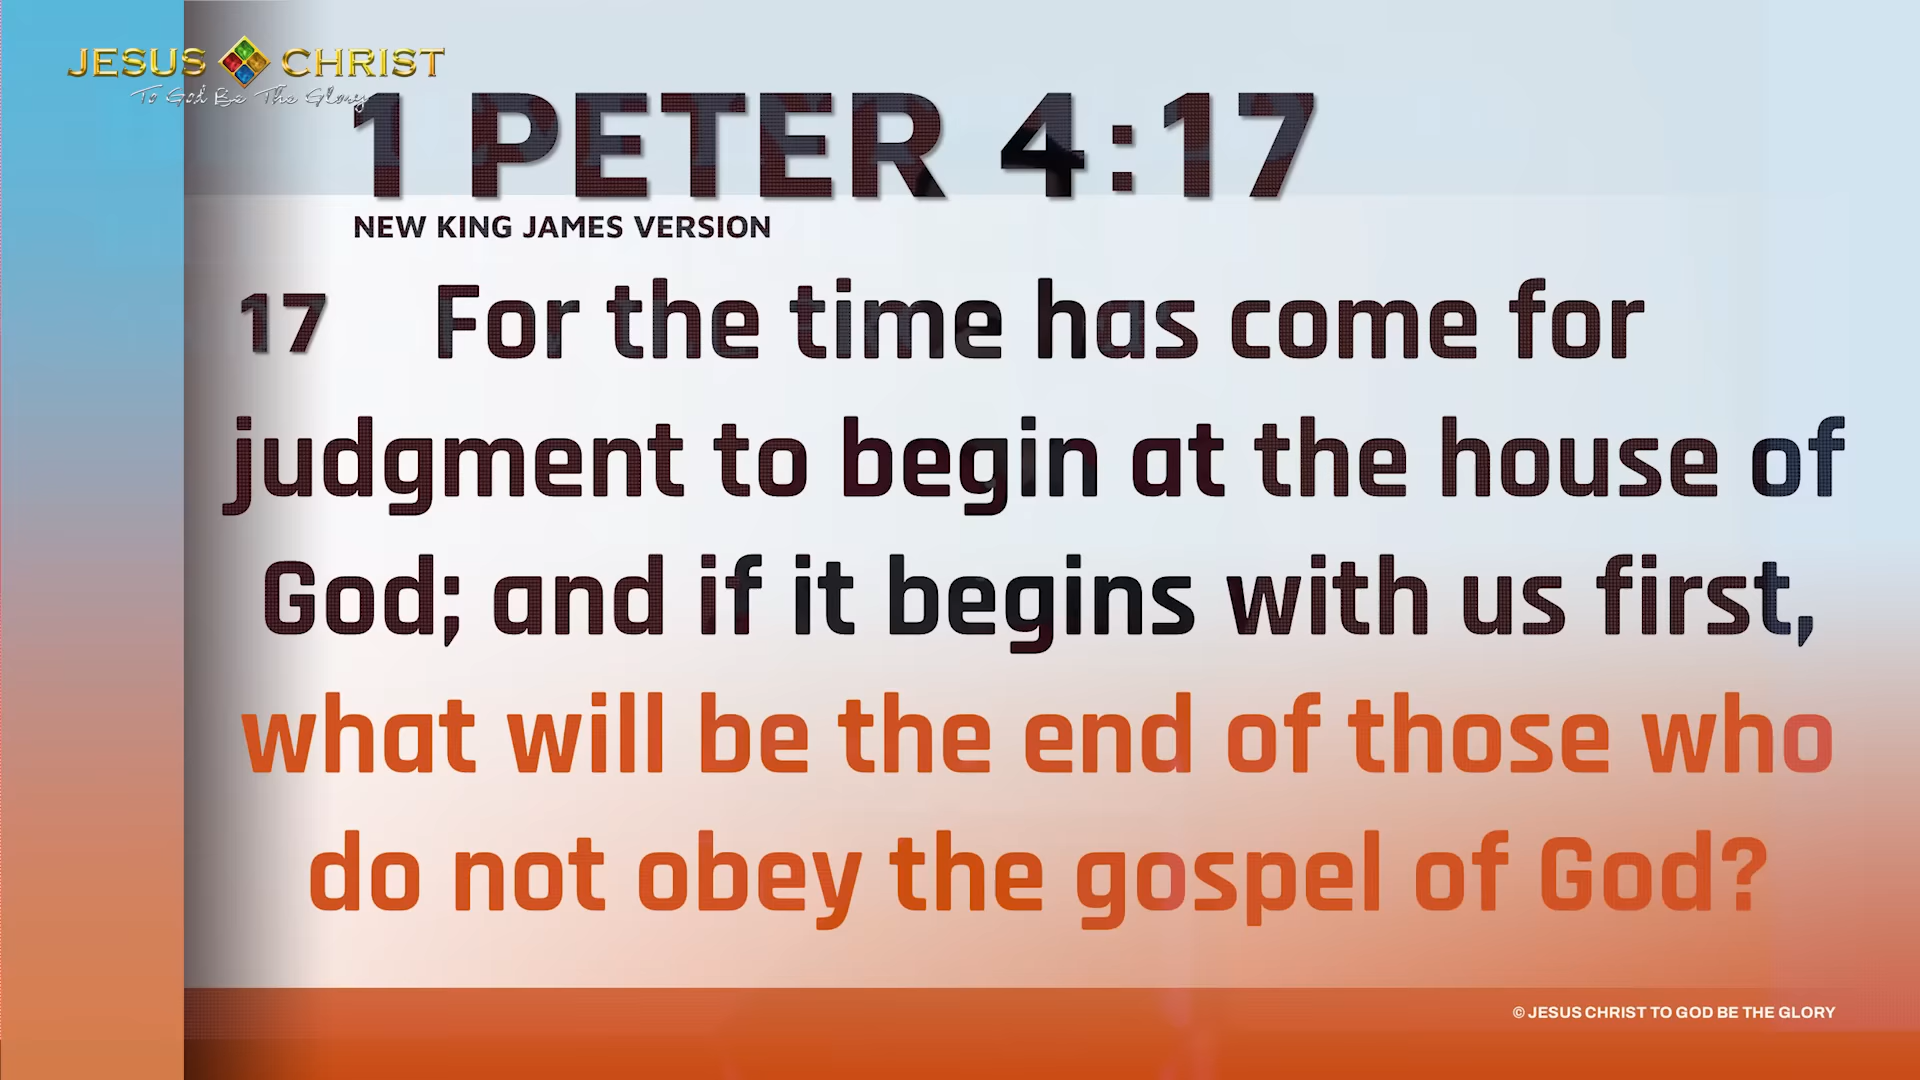 JESUS CHRIST
To God Be The Glory
1 PETER 4:17
NEW KING JAMES VERSION
17 For the time has come for
judgment to begin at the house of
God; and if it begins with us first,
what will be the end of those who
do not obey the gospel of God?
© JESUS CHRIST TO GOD BE THE GLORY